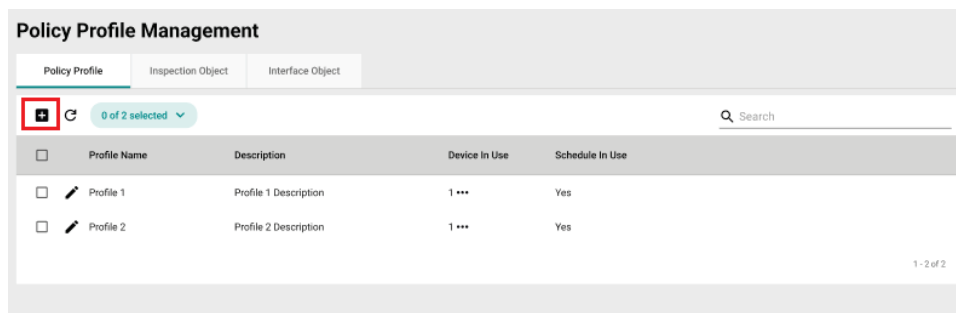 Policy Profile Management
Policy Profile Inspection Object Interface Object
0 of 2 selected Search
Profile Name Description Device In Use Schedule In Use
Profile 1 Profile 1 Description 1 ••• Yes
Profile 2 Profile 2 Description 1 ••• Yes
1 - 2 of 2